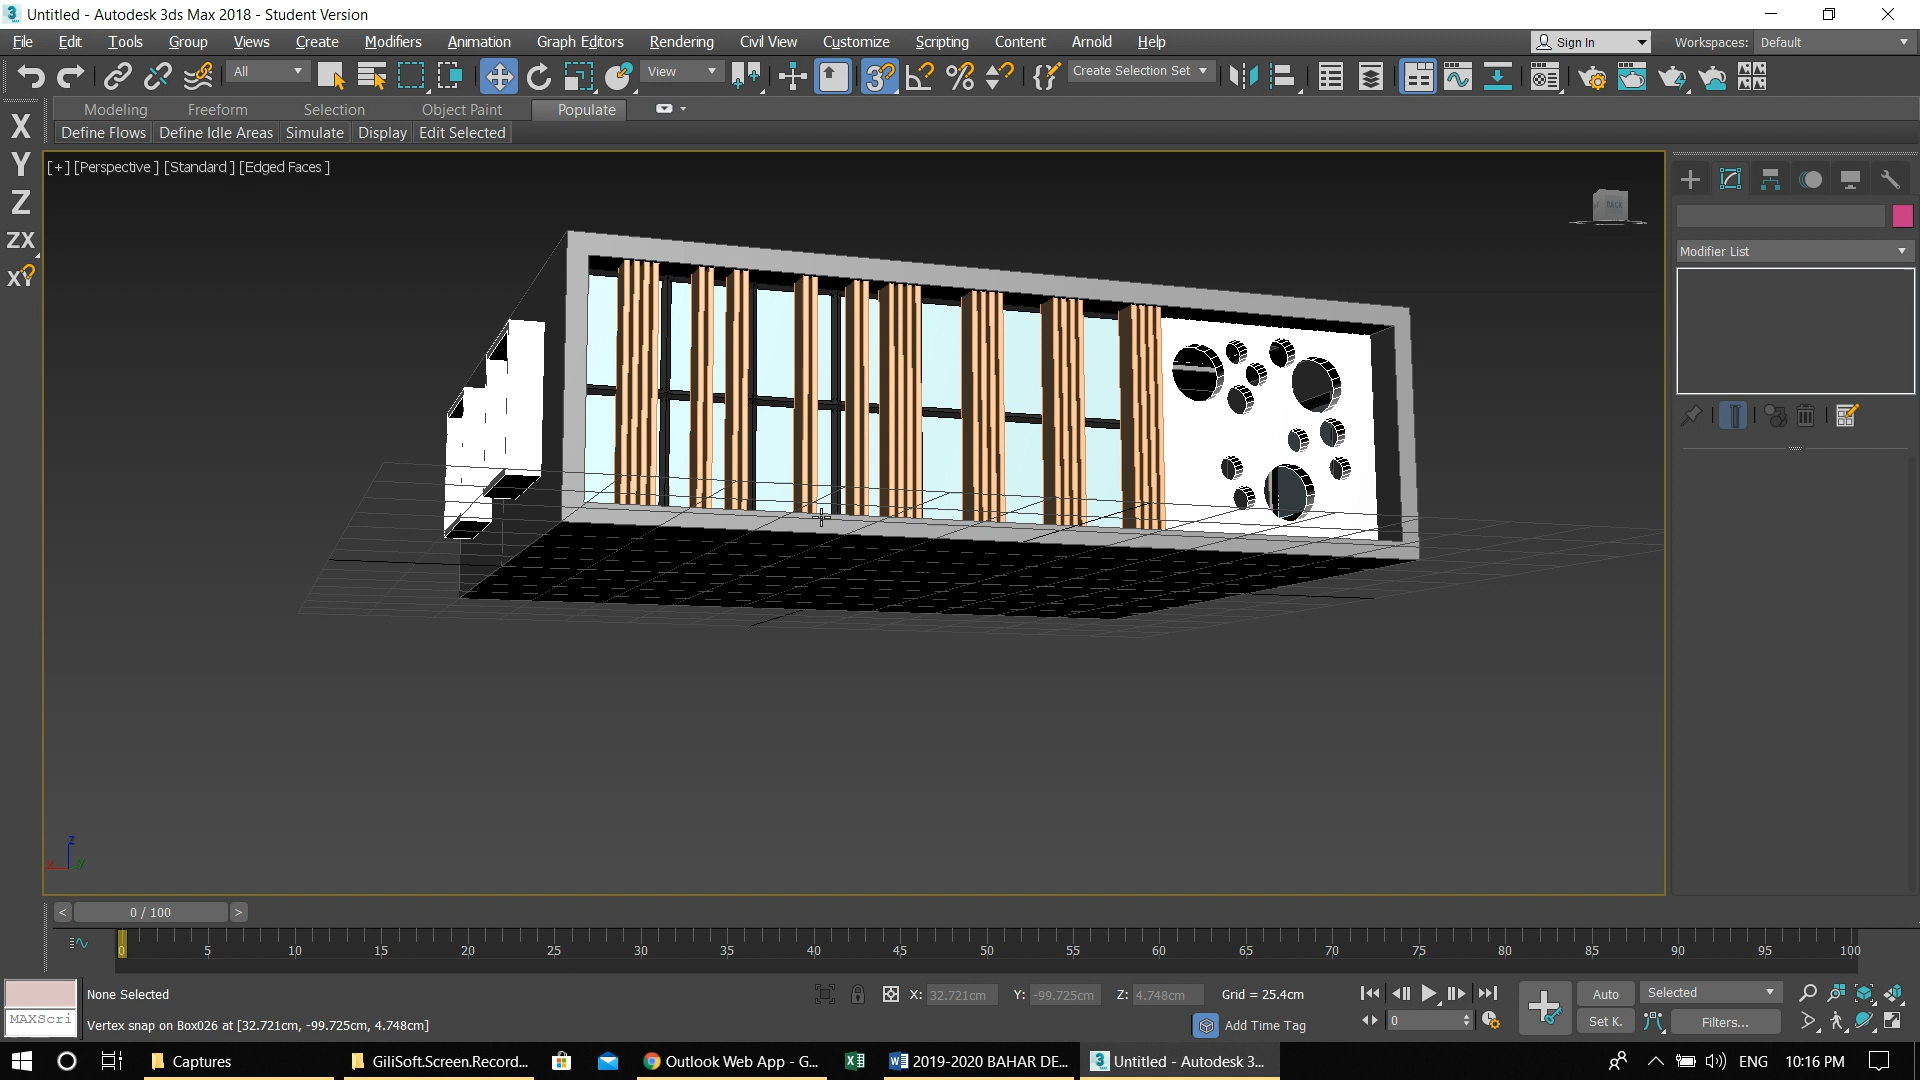 Untitled - Autodesk 3ds Max 2018 - Student Version
File Edit Tools Group Views Create Modifiers Animation Graph Editors Rendering Civil View Customize Scripting Content Arnold Help Sign In Workspaces: Default
All View Create Selection Set
Modeling Freeform Selection Object Paint Populate
Define Flows Define Idle Areas Simulate Display Edit Selected
X
Y
Z
ZX
XY
[+] [Perspective ] [Standard ] [Edged Faces ]
BACK
Modifier List
z
x y
< 0 / 100 >
0 5 10 15 20 25 30 35 40 45 50 55 60 65 70 75 80 85 90 95 100
None Selected X: 32.721cm Y: -99.725cm Z: 4.748cm Grid = 25.4cm Auto Selected
MAXScri Vertex snap on Box026 at [32.721cm, -99.725cm, 4.748cm] Add Time Tag 0 Set K. Filters...
Captures GiliSoft.Screen.Record... Outlook Web App - G... 2019-2020 BAHAR DE... Untitled - Autodesk 3... ENG 10:16 PM